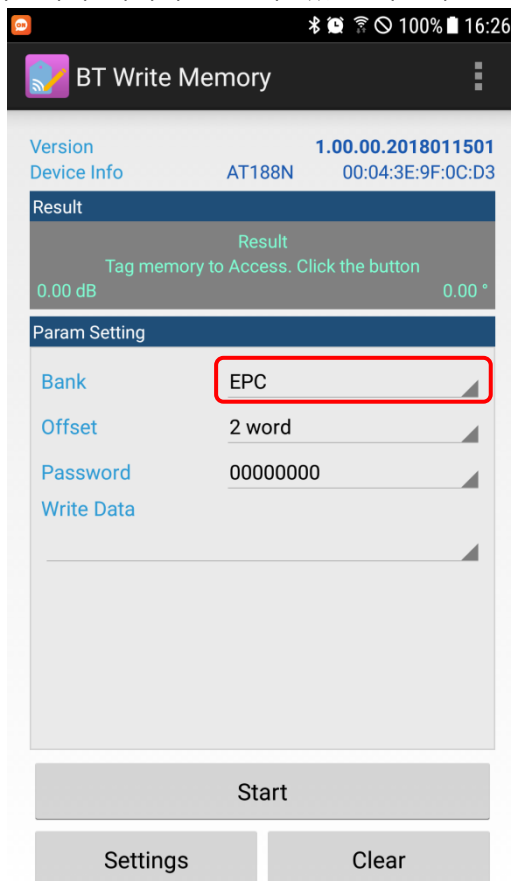 100% 16:26
BT Write Memory
Version 1.00.00.2018011501
Device Info AT188N 00:04:3E:9F:0C:D3
Result
Result
Tag memory to Access. Click the button
0.00 dB 0.00 °
Param Setting
Bank EPC
Offset 2 word
Password 00000000
Write Data
Start
Settings Clear